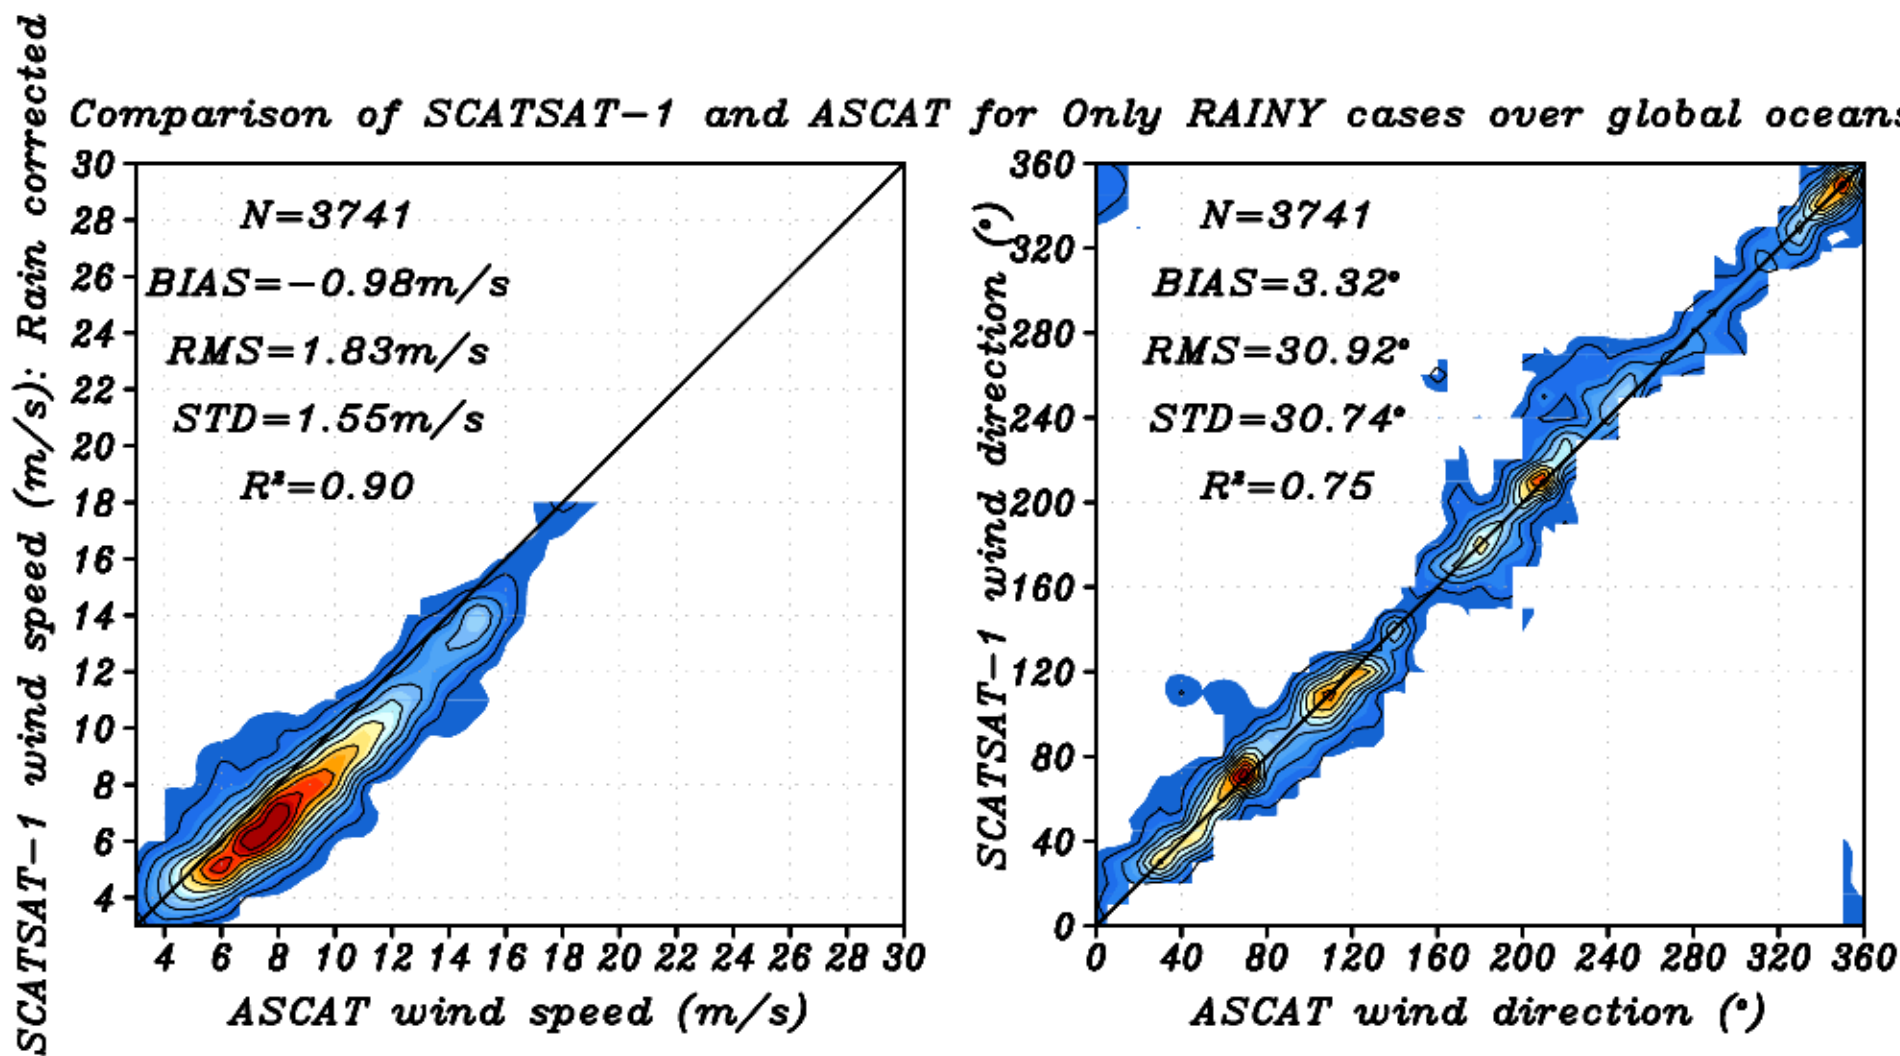 Comparison of SCATSAT-1 and ASCAT for Only RAINY cases over global oceans
SCATSAT-1 wind speed (m/s): Rain corrected
30
28
26
24
22
20
18
16
14
12
10
8
6
4
N=3741
BIAS=-0.98m/s
RMS=1.83m/s
STD=1.55m/s
R²=0.90
4 6 8 10 12 14 16 18 20 22 24 26 28 30
ASCAT wind speed (m/s)
SCATSAT-1 wind direction (°)
360
320
280
240
200
160
120
80
40
0
N=3741
BIAS=3.32°
RMS=30.92°
STD=30.74°
R²=0.75
0 40 80 120 160 200 240 280 320 360
ASCAT wind direction (°)